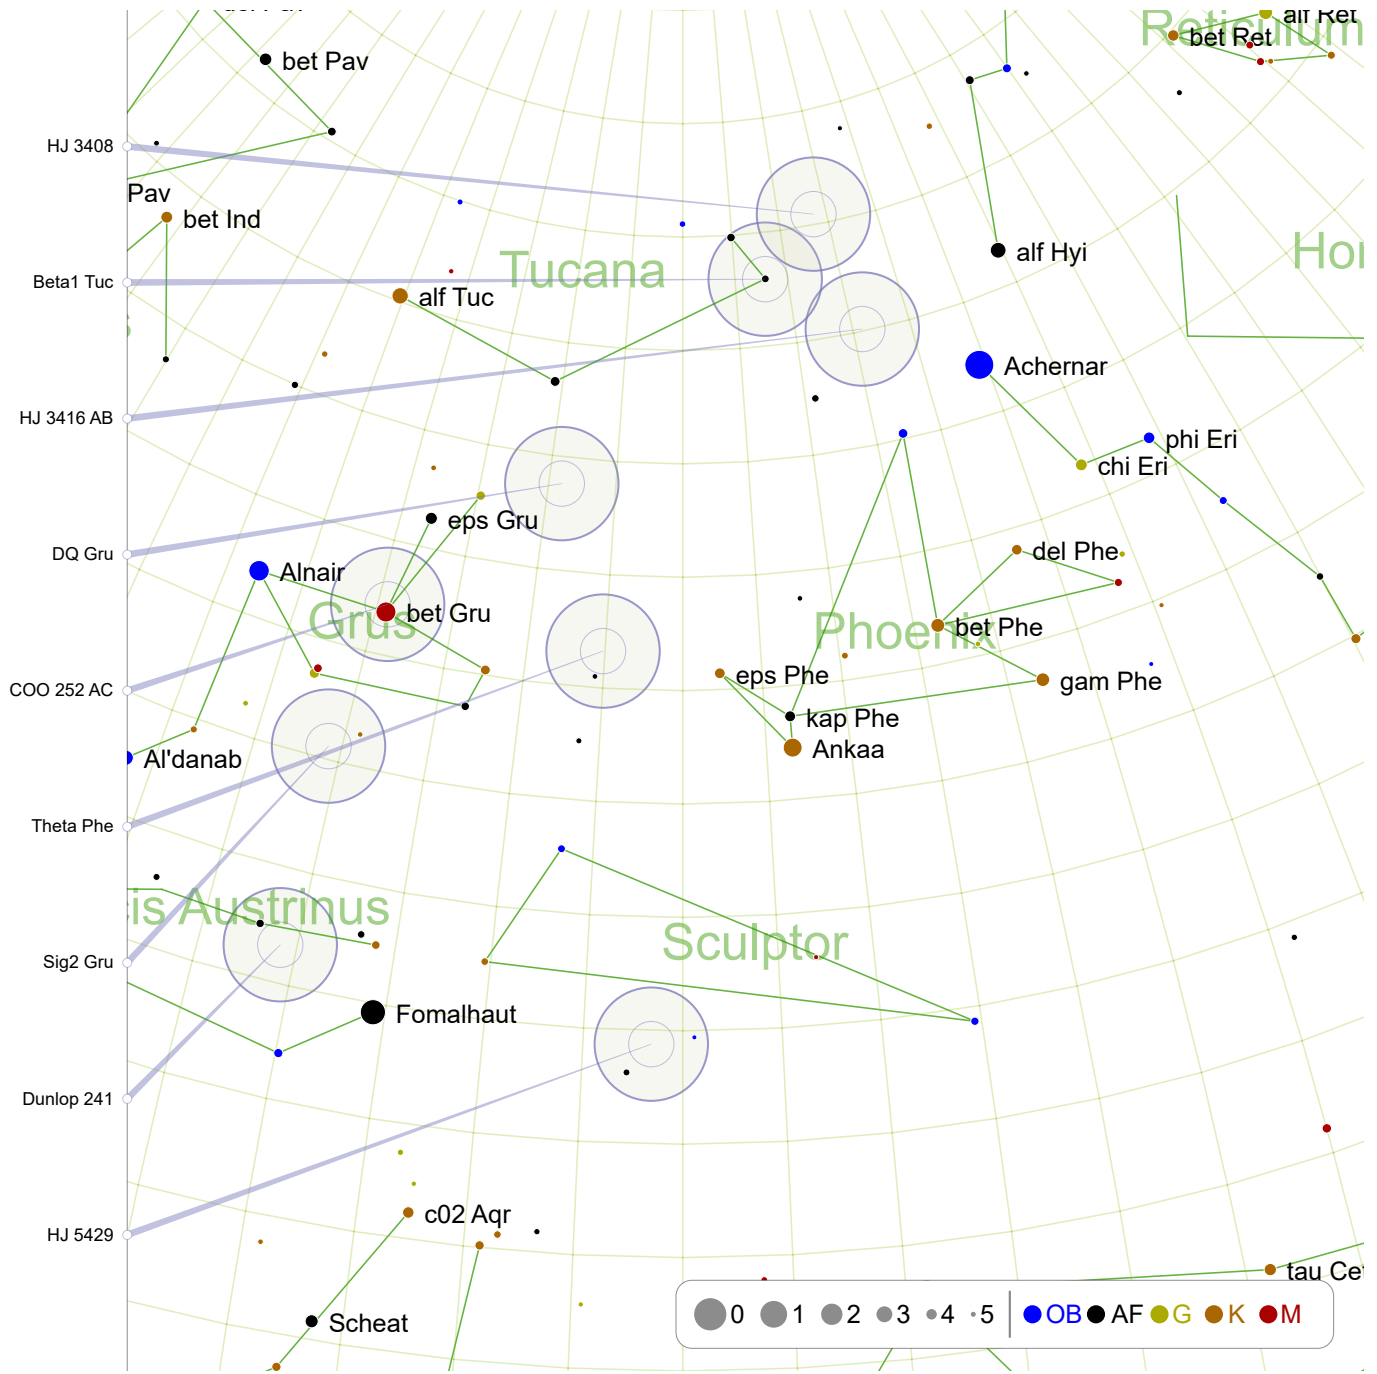 alf Ret
Reticulum
bet Ret
bet Pav
HJ 3408
Pav
bet Ind
Hor
alf Hyi
Tucana
Beta1 Tuc
alf Tuc
Achernar
HJ 3416 AB
phi Eri
chi Eri
eps Gru
DQ Gru
del Phe
Alnair
bet Gru
Grus
Phoenix
bet Phe
eps Phe
gam Phe
COO 252 AC
kap Phe
Ankaa
Al'danab
Theta Phe
is Austrinus
Sculptor
Sig2 Gru
Fomalhaut
Dunlop 241
c02 Aqr
HJ 5429
tau Cet
Scheat
0 1 2 3 4 5 OB AF G K M